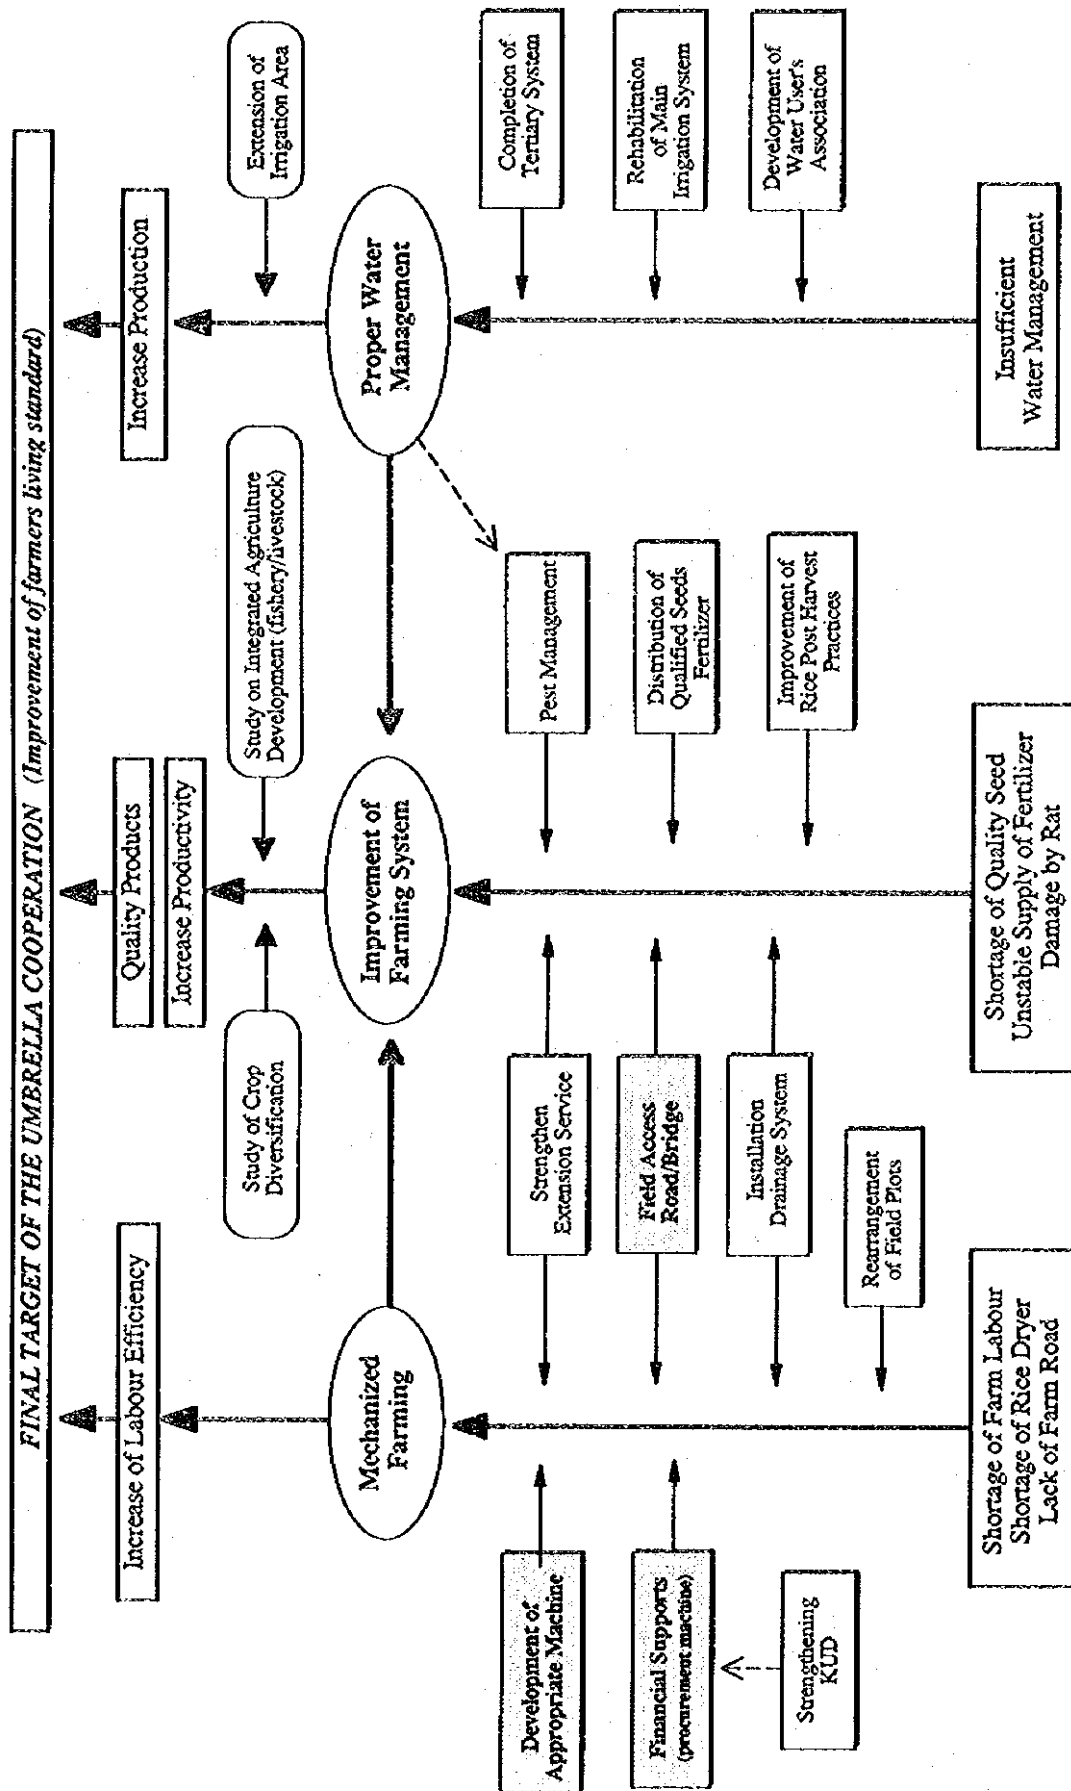 FINAL TARGET OF THE UMBRELLA COOPERATION (Improvement of farmers living standard)
Increase of Labour Efficiency
Quality Products
Increase Productivity
Increase Production
Study of Crop
Diversification
Study on Integrated Agriculture
Development (fishery/livestock)
Extension of
Irrigation Area
Mechanized
Farming
Improvement of
Farming System
Proper Water
Management
Development of
Appropriate Machine
Strengthen
Extension Service
Pest Management
Completion of
Tertiary System
Financial Supports
(procurement machine)
Field Access
Road/Bridge
Distribution of
Qualified Seeds
Fertilizer
Rehabilitation
of Main
Irrigation System
Strengthening
KUD
Installation
Drainage System
Improvement of
Rice Post Harvest
Practices
Development of
Water User's
Association
Rearrangement
of Field Plots
Shortage of Farm Labour
Shortage of Rice Dryer
Lack of Farm Road
Shortage of Quality Seed
Unstable Supply of Fertilizer
Damage by Rat
Insufficient
Water Management